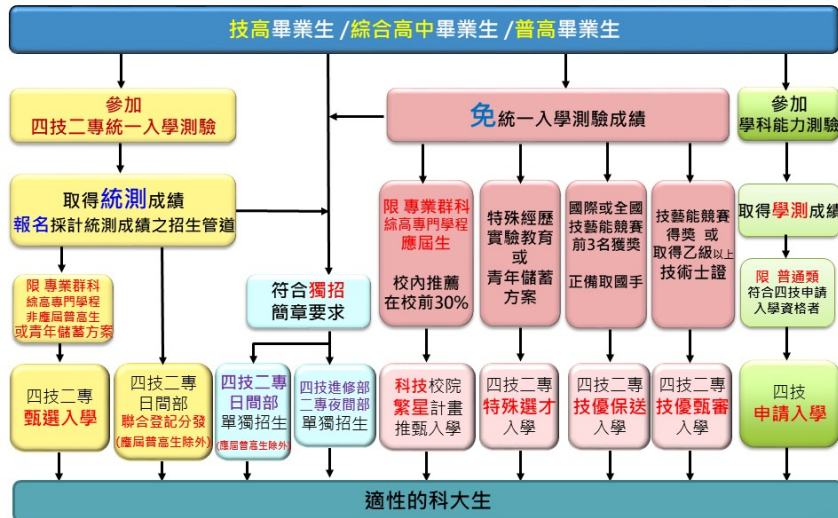 技高畢業生 /綜合高中畢業生 /普高畢業生
參加
四技二專統一入學測驗
免統一入學測驗成績
參加
學科能力測驗
取得統測成績
報名採計統測成績之招生管道
限 專業群科
綜高專門學程
應屆生
校內推薦
在校前30%
特殊經歷
實驗教育
或
青年儲蓄
方案
國際或全國
技藝能競賽
前3名獲獎
正備取國手
技藝能競賽
得獎 或
取得乙級以上
技術士證
取得學測成績
限 專業群科
綜高專門學程
非應屆普高生
或青年儲蓄方案
符合獨招
簡章要求
限 普通類
符合四技申請
入學資格者
四技二專
甄選入學
四技二專
日間部
聯合登記分發
(應屆普高生除外)
四技二專
日間部
單獨招生
(應屆普高生除外)
四技進修部
二專夜間部
單獨招生
科技校院
繁星計畫
推甄入學
四技二專
特殊選才
入學
四技二專
技優保送
入學
四技二專
技優甄審
入學
四技
申請入學
適性的科大生